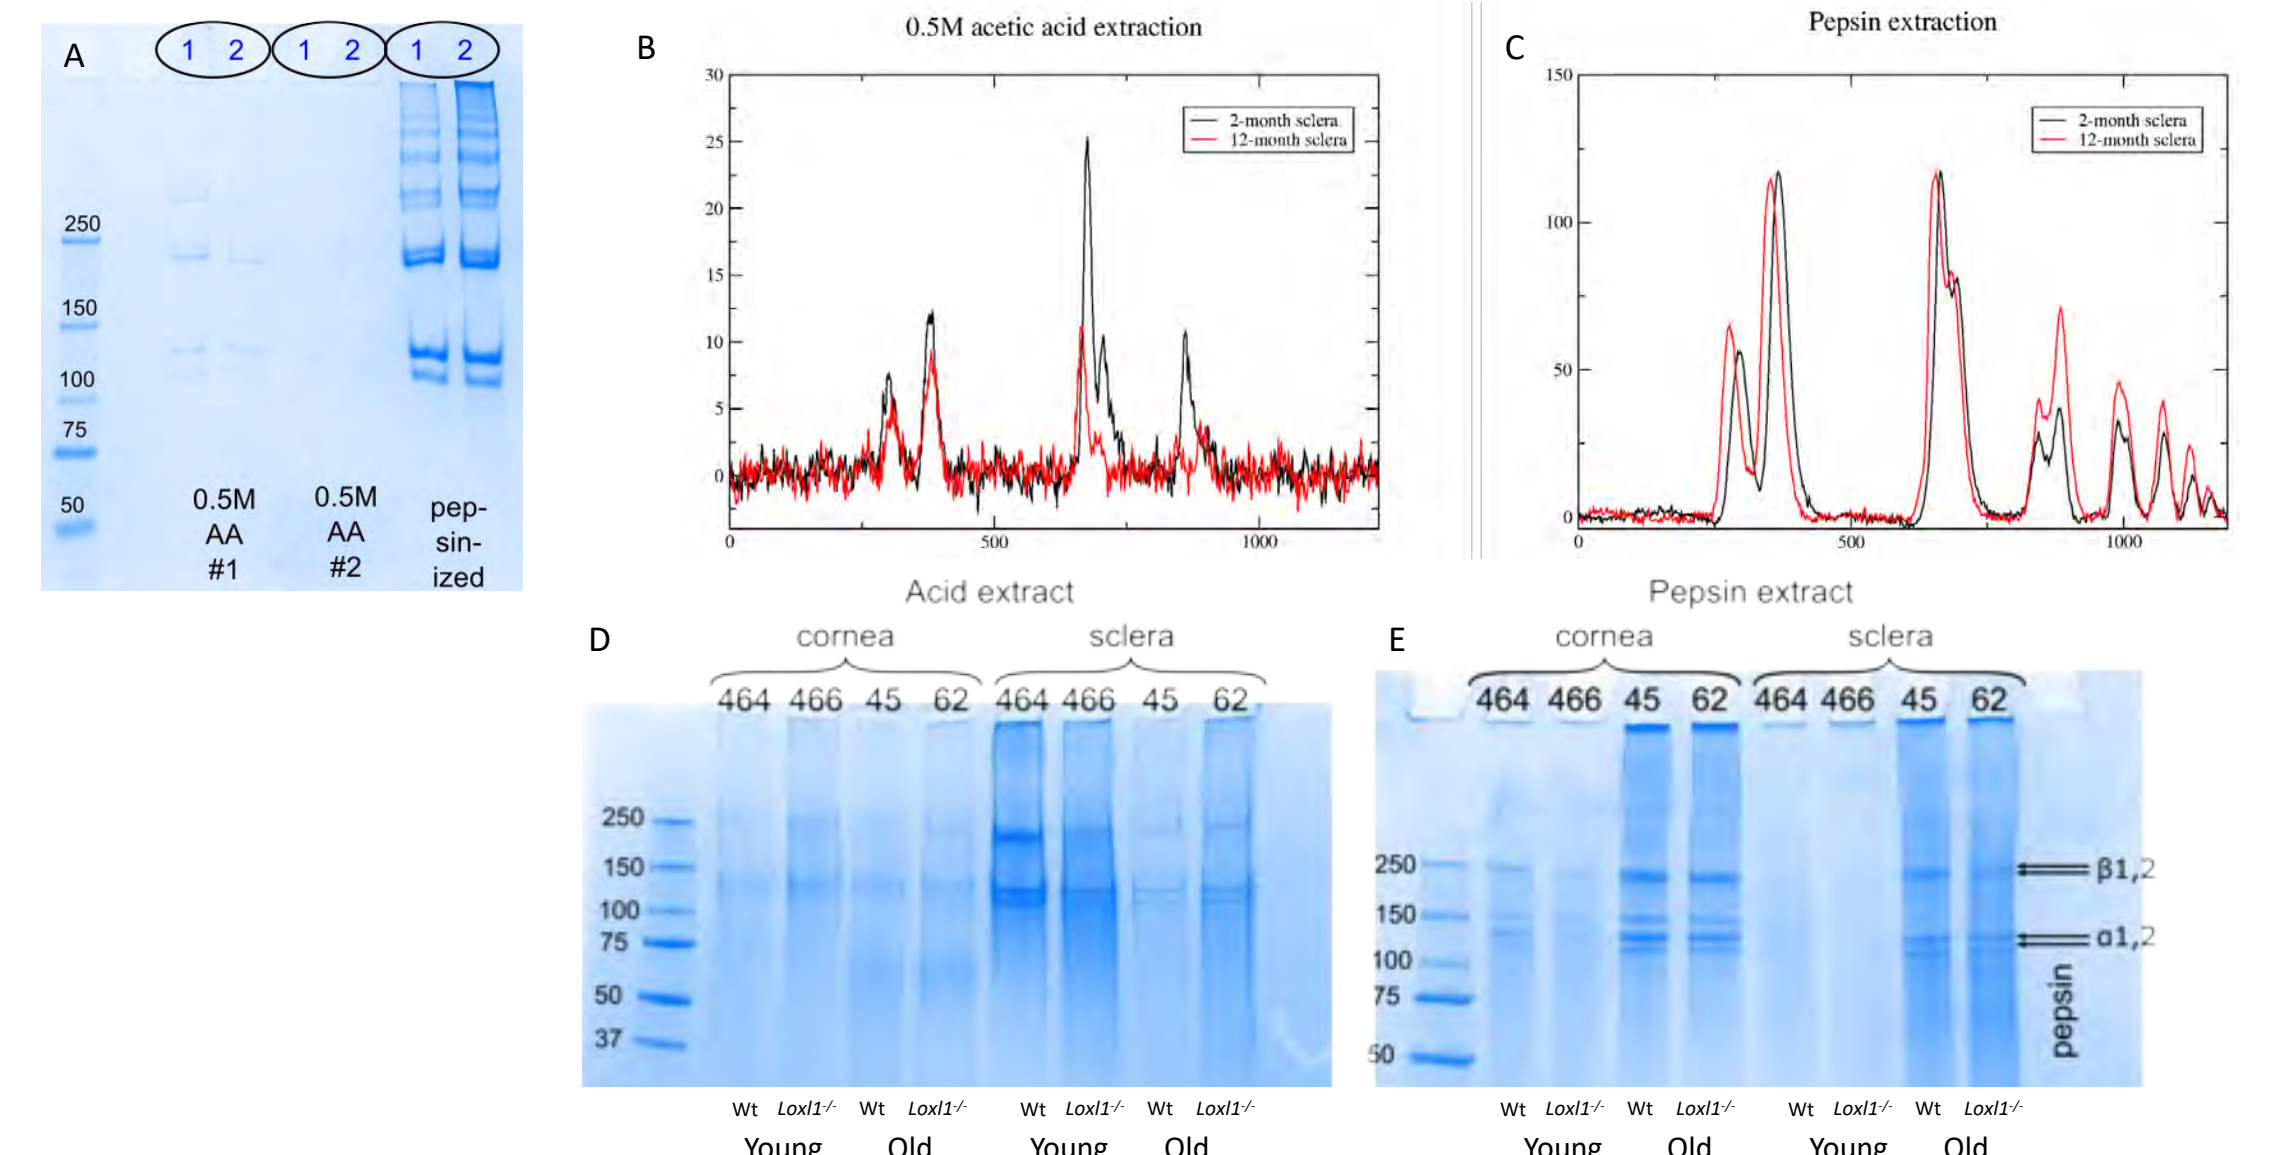 A
1 2 1 2 1 2
250
150
100
75
50
0.5M
AA
#1
0.5M
AA
#2
pep-
sin-
ized
B
0.5M acetic acid extraction
30
25
20
15
10
5
0
0 500 1000
2-month sclera
12-month sclera
C
Pepsin extraction
150
100
50
0
0 500 1000
2-month sclera
12-month sclera
D
Acid extract
cornea sclera
464 466 45 62 464 466 45 62
250
150
100
75
50
37
Wt Loxl1-/- Wt Loxl1-/- Wt Loxl1-/- Wt Loxl1-/-
Young Old Young Old
E
Pepsin extract
cornea sclera
464 466 45 62 464 466 45 62
250
150
100
75
50
β1,2
α1,2
pepsin
Wt Loxl1-/- Wt Loxl1-/- Wt Loxl1-/- Wt Loxl1-/-
Young Old Young Old